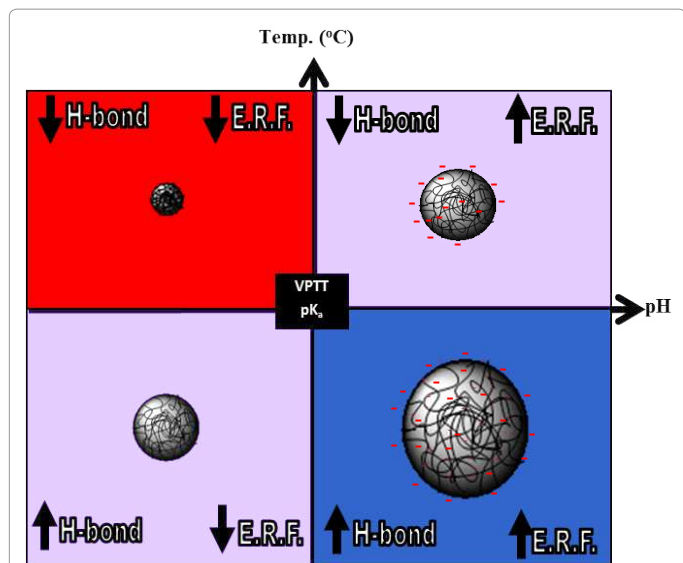 Temp. (°C)
H-bond E.R.F. H-bond E.R.F.
VPTT
pKa
pH
H-bond E.R.F. H-bond E.R.F.